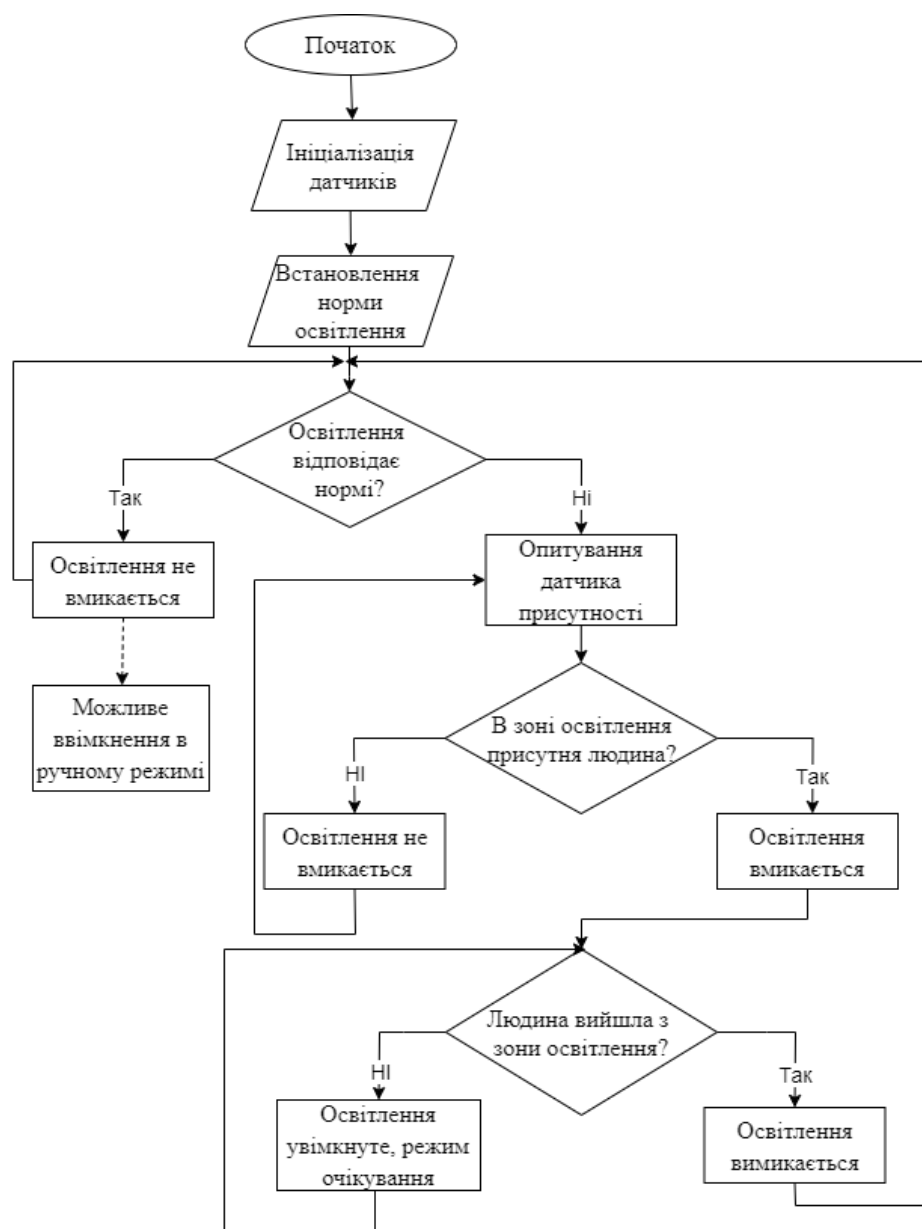 Початок
Ініціалізація
датчиків
Встановлення
норми
освітлення
Освітлення
відповідає
нормі?
Так
Ні
Освітлення не
вмикається
Опитування
датчика
присутності
Можливе
ввімкнення в
ручному режимі
В зоні освітлення
присутня людина?
НІ
Так
Освітлення не
вмикається
Освітлення
вмикається
Людина вийшла з
зони освітлення?
НІ
Так
Освітлення
увімкнуте, режим
очікування
Освітлення
вимикається